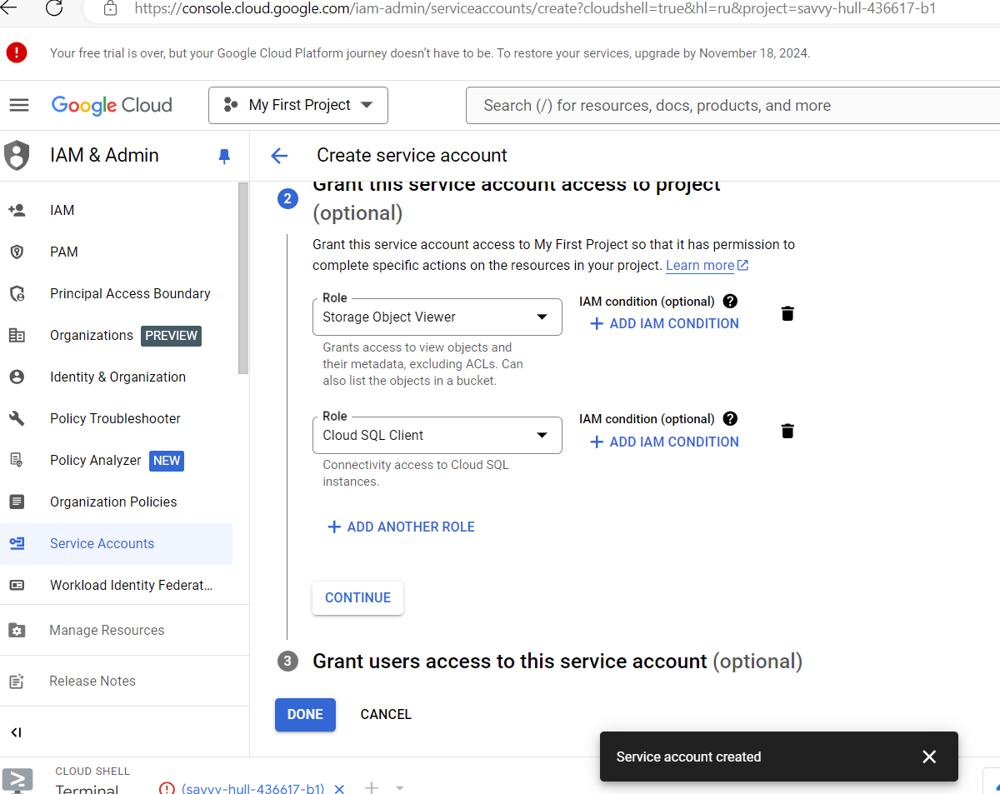 https://console.cloud.google.com/iam-admin/serviceaccounts/create?cloudshell=true&hl=ru&project=savvy-hull-436617-b1
Your free trial is over, but your Google Cloud Platform journey doesn’t have to be. To restore your services, upgrade by November 18, 2024.
Google Cloud
My First Project
Search (/) for resources, docs, products, and more
IAM & Admin
Create service account
IAM
PAM
Principal Access Boundary
Organizations PREVIEW
Identity & Organization
Policy Troubleshooter
Policy Analyzer NEW
Organization Policies
Service Accounts
Workload Identity Federat...
Manage Resources
Release Notes
2
Grant this service account access to project
(optional)
Grant this service account access to My First Project so that it has permission to
complete specific actions on the resources in your project. Learn more
Role
Storage Object Viewer
IAM condition (optional)
ADD IAM CONDITION
Grants access to view objects and
their metadata, excluding ACLs. Can
also list the objects in a bucket.
Role
Cloud SQL Client
IAM condition (optional)
ADD IAM CONDITION
Connectivity access to Cloud SQL
instances.
ADD ANOTHER ROLE
CONTINUE
3 Grant users access to this service account (optional)
DONE CANCEL
Service account created
CLOUD SHELL
Terminal
(savvy-hull-436617-b1)